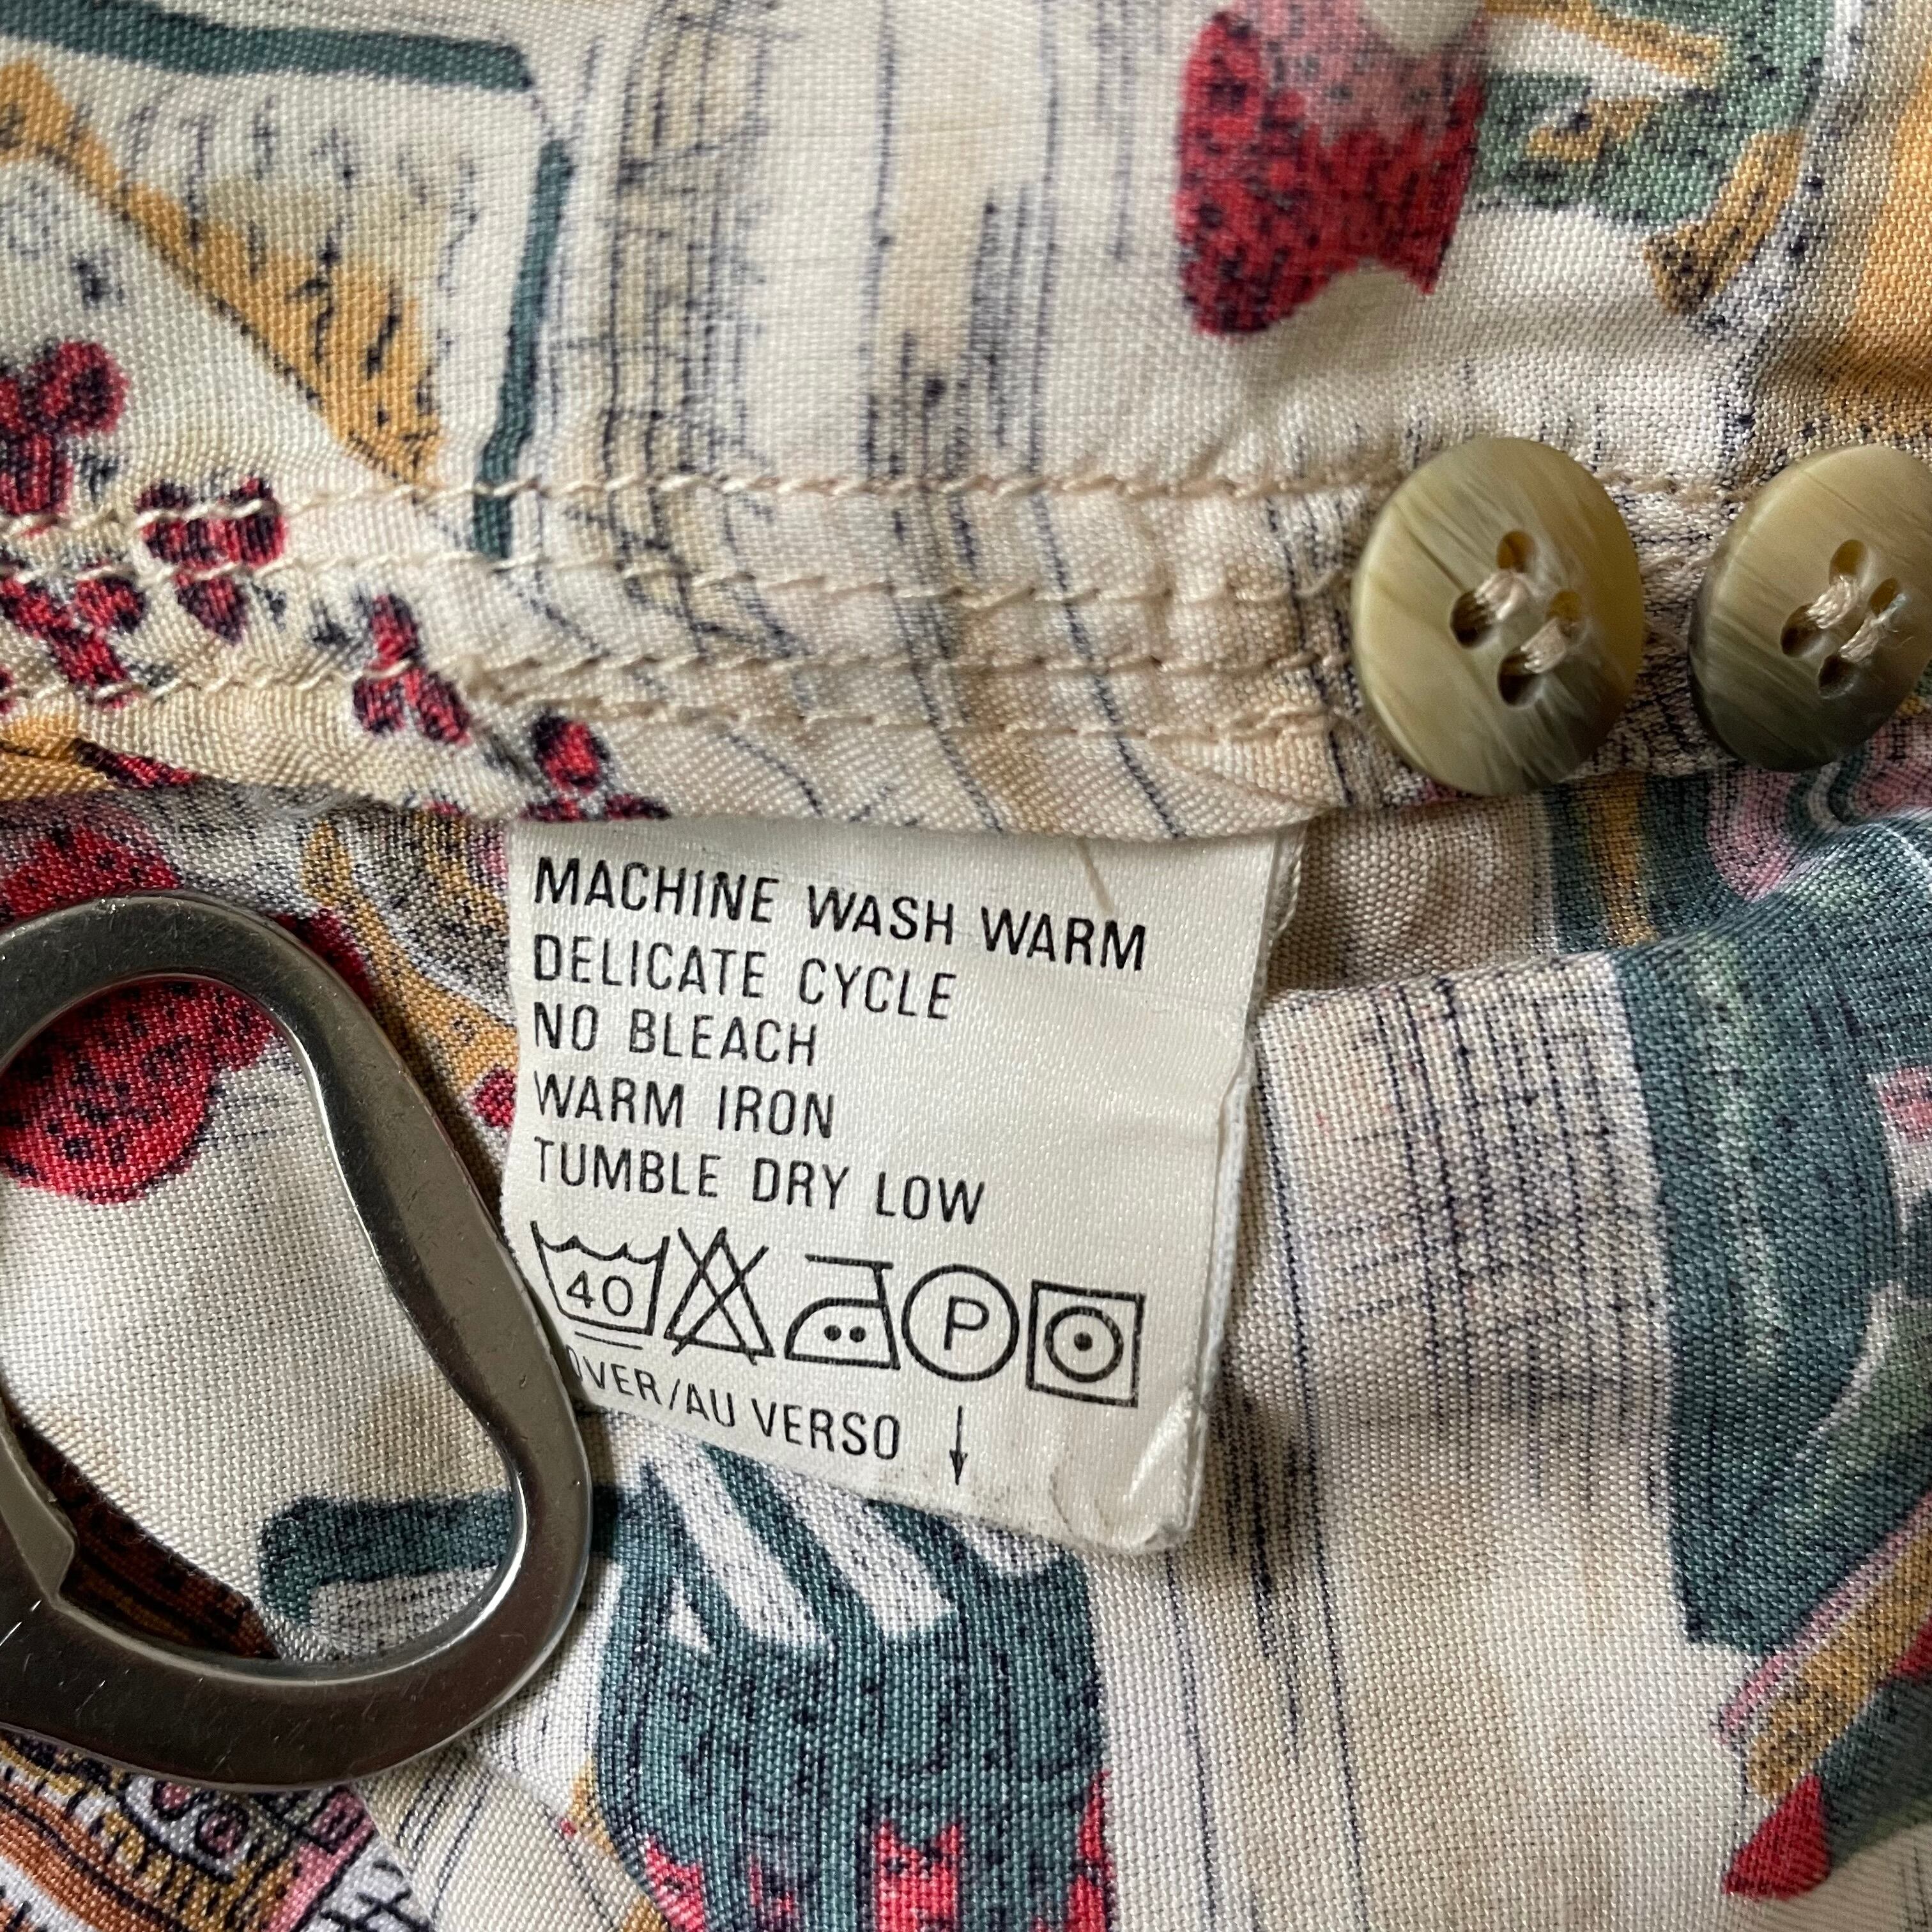 MACHINE WASH WARM
DELICATE CYCLE
NO BLEACH
WARM IRON
TUMBLE DRY LOW
40 P
OVER/AU VERSO ↓